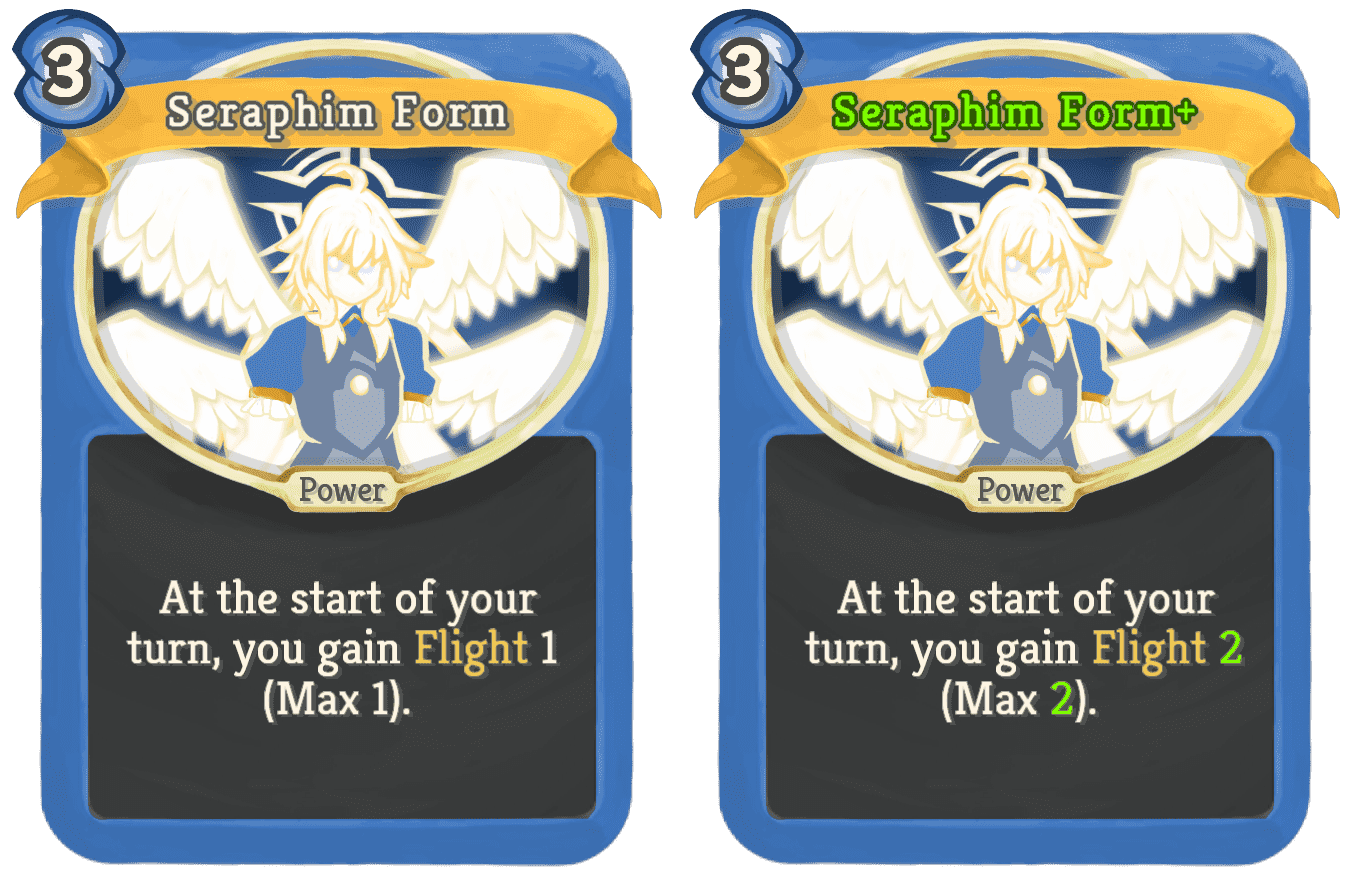 3
Seraphim Form
Power
At the start of your
turn, you gain Flight 1
(Max 1).
3
Seraphim Form+
Power
At the start of your
turn, you gain Flight 2
(Max 2).